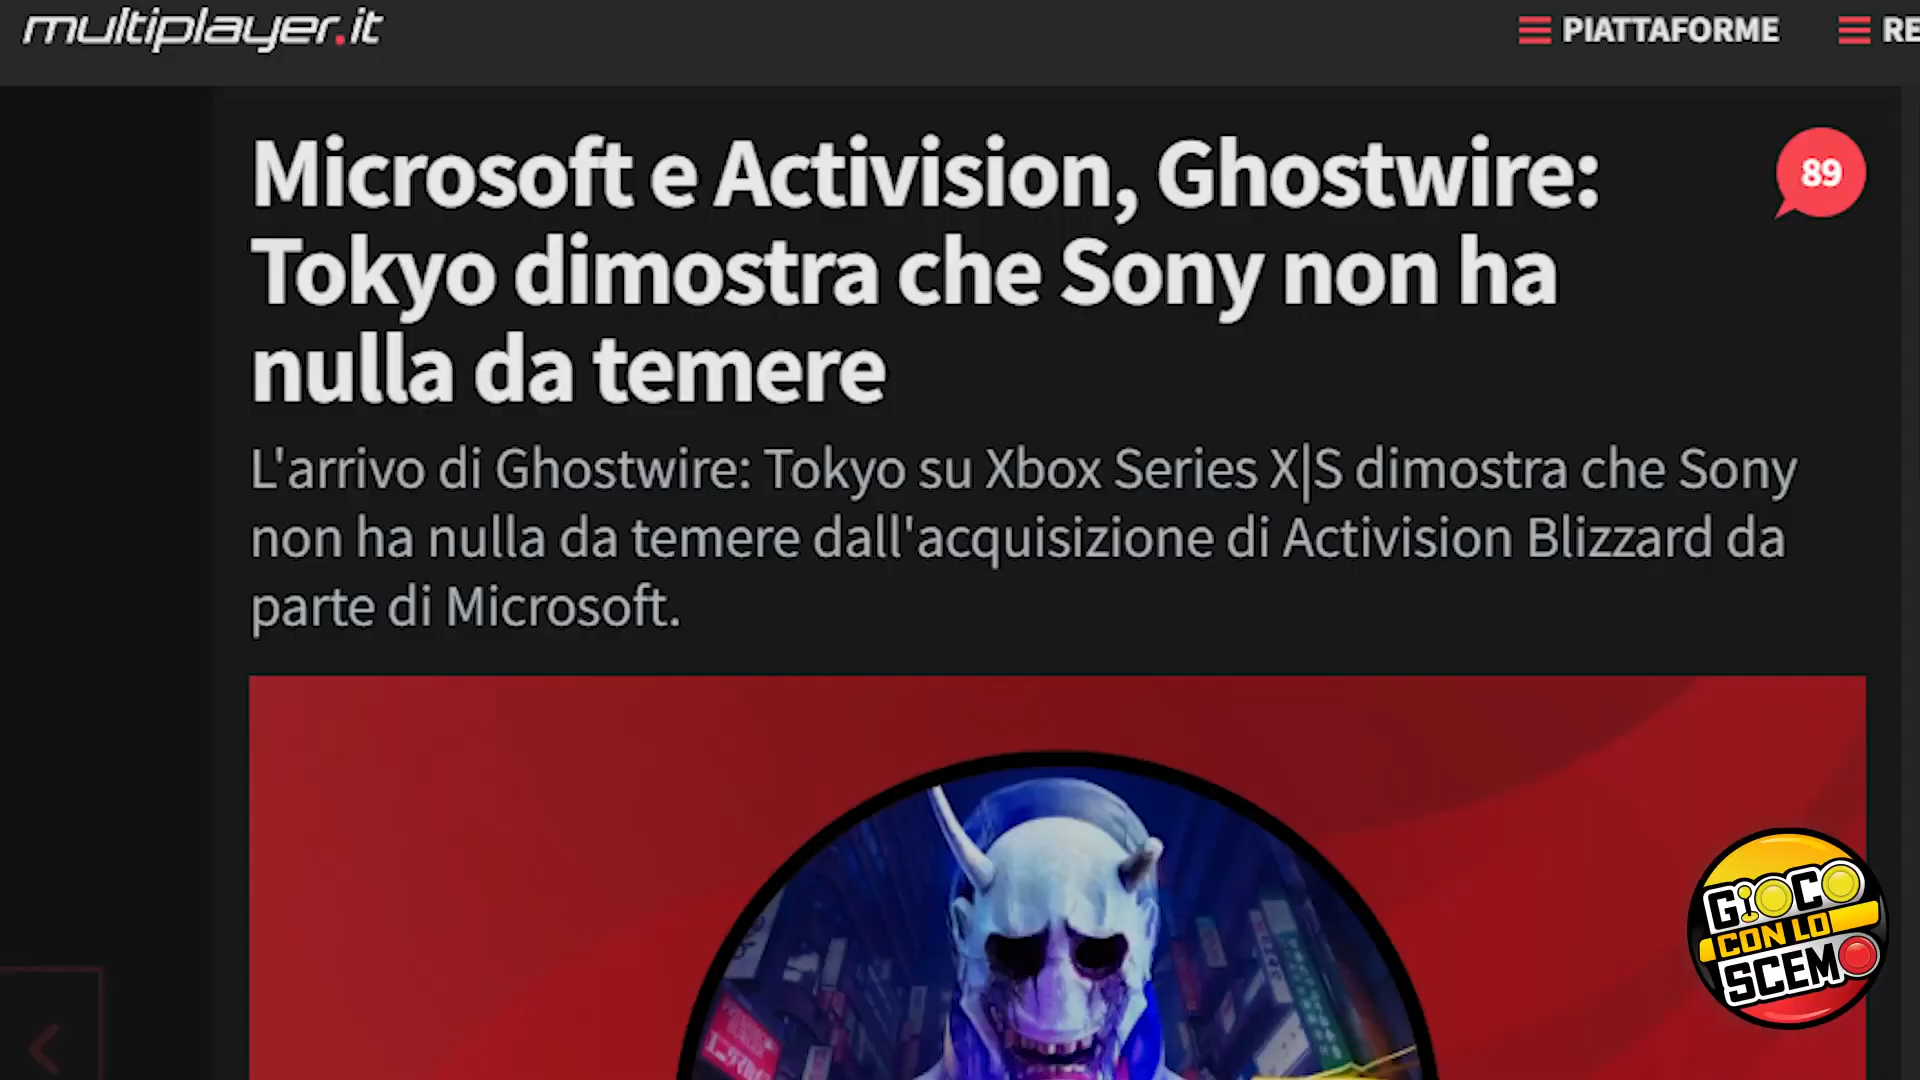 multiplayer.it
PIATTAFORME
RE
Microsoft e Activision, Ghostwire:
Tokyo dimostra che Sony non ha
nulla da temere
89
L'arrivo di Ghostwire: Tokyo su Xbox Series X|S dimostra che Sony
non ha nulla da temere dall'acquisizione di Activision Blizzard da
parte di Microsoft.
GIOCO
CON LO
SCEMO